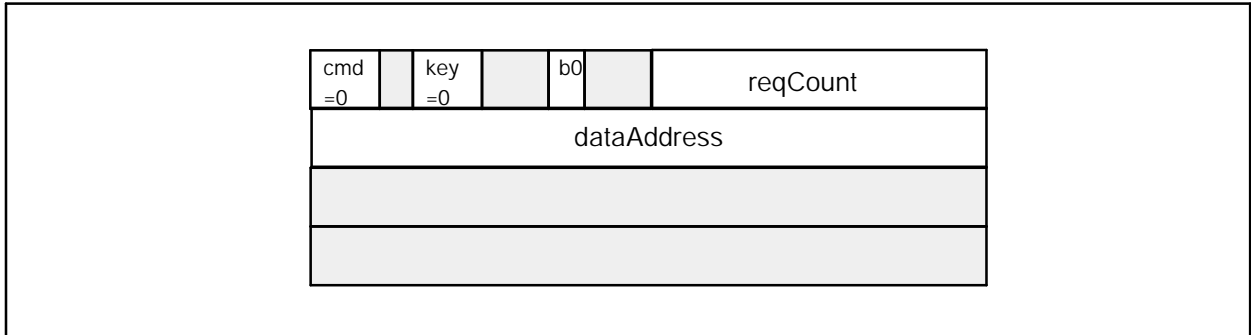 cmd
=0
key
=0
b0
reqCount
dataAddress